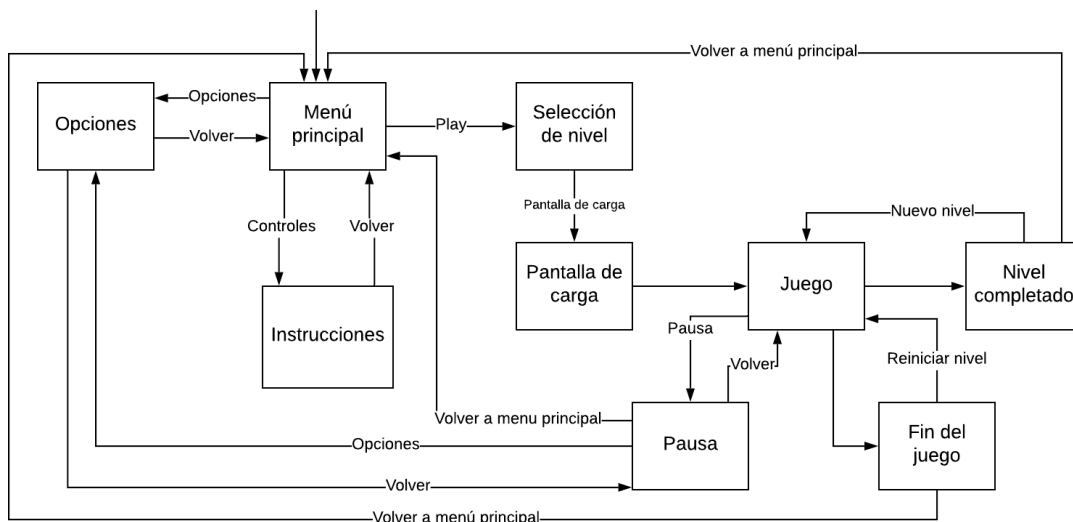 Volver a menú principal
Opciones
Opciones
Volver
Menú
principal
Play
Selección
de nivel
Controles
Volver
Pantalla de carga
Nuevo nivel
Instrucciones
Pantalla de
carga
Juego
Nivel
completado
Pausa
Volver
Reiniciar nivel
Volver a menu principal
Opciones
Pausa
Fin del
juego
Volver
Volver a menú principal